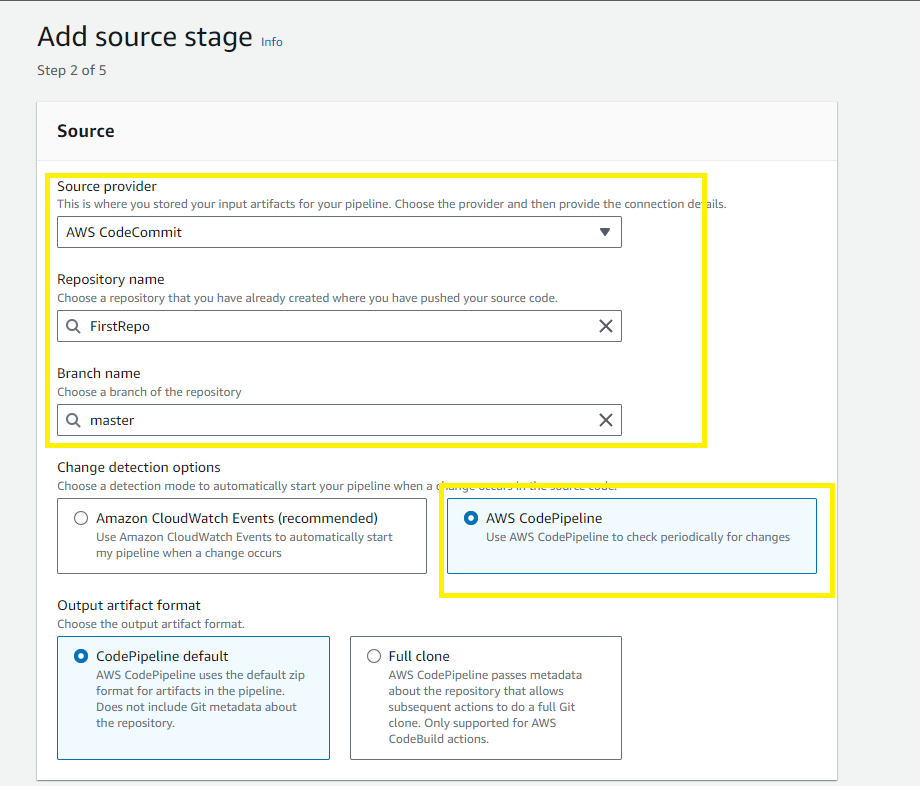 Add source stage Info
Step 2 of 5
Source
Source provider
This is where you stored your input artifacts for your pipeline. Choose the provider and then provide the connection details.
AWS CodeCommit
Repository name
Choose a repository that you have already created where you have pushed your source code.
FirstRepo
Branch name
Choose a branch of the repository
master
Change detection options
Choose a detection mode to automatically start your pipeline when a change occurs in the source code.
Amazon CloudWatch Events (recommended)
Use Amazon CloudWatch Events to automatically start
my pipeline when a change occurs
AWS CodePipeline
Use AWS CodePipeline to check periodically for changes
Output artifact format
Choose the output artifact format.
CodePipeline default
AWS CodePipeline uses the default zip
format for artifacts in the pipeline.
Does not include Git metadata about
the repository.
Full clone
AWS CodePipeline passes metadata
about the repository that allows
subsequent actions to do a full Git
clone. Only supported for AWS
CodeBuild actions.